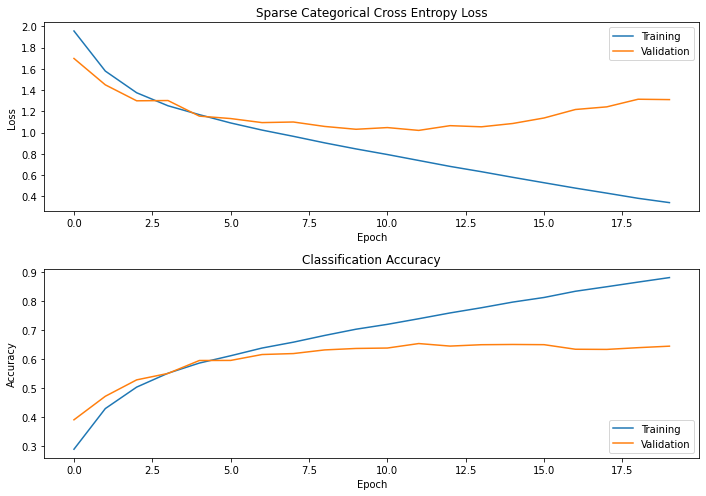 Sparse Categorical Cross Entropy Loss
2.0
1.8
1.6
1.4
1.2
1.0
0.8
0.6
0.4
Loss
Training
Validation
0.0 2.5 5.0 7.5 10.0 12.5 15.0 17.5
Epoch
Classification Accuracy
0.9
0.8
0.7
0.6
0.5
0.4
0.3
Accuracy
Training
Validation
0.0 2.5 5.0 7.5 10.0 12.5 15.0 17.5
Epoch